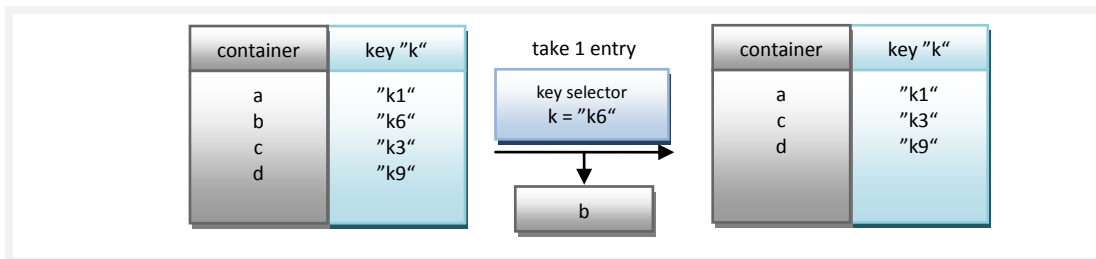 container key ”k“
a ”k1“
b ”k6“
c ”k3“
d ”k9“
take 1 entry
key selector
k = ”k6“
b
container key ”k“
a ”k1“
c ”k3“
d ”k9“